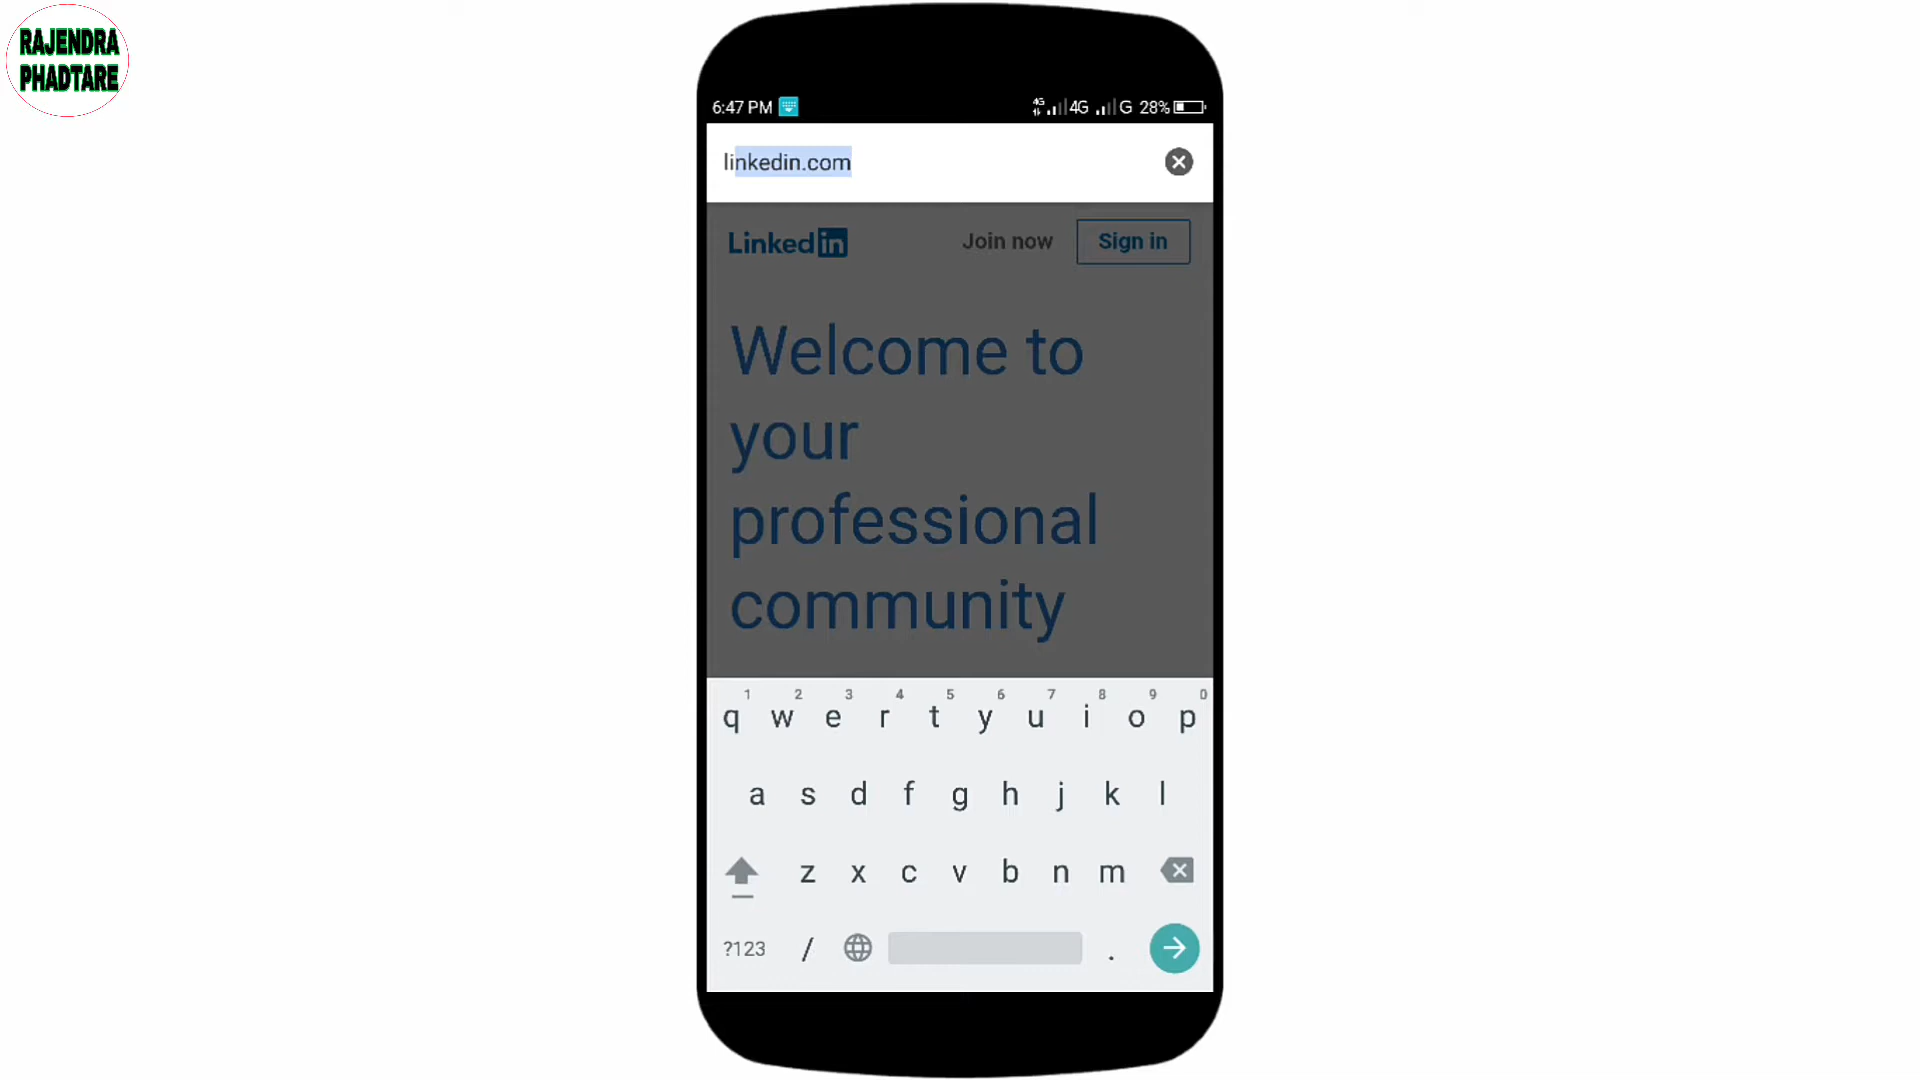 RAJENDRA
PHADTARE
6:47 PM 4G 4G G 28%
linkedin.com
Linked in Join now Sign in
Welcome to
your
professional
community
1 2 3 4 5 6 7 8 9 0
q w e r t y u i o p
a s d f g h j k l
z x c v b n m
?123 / .